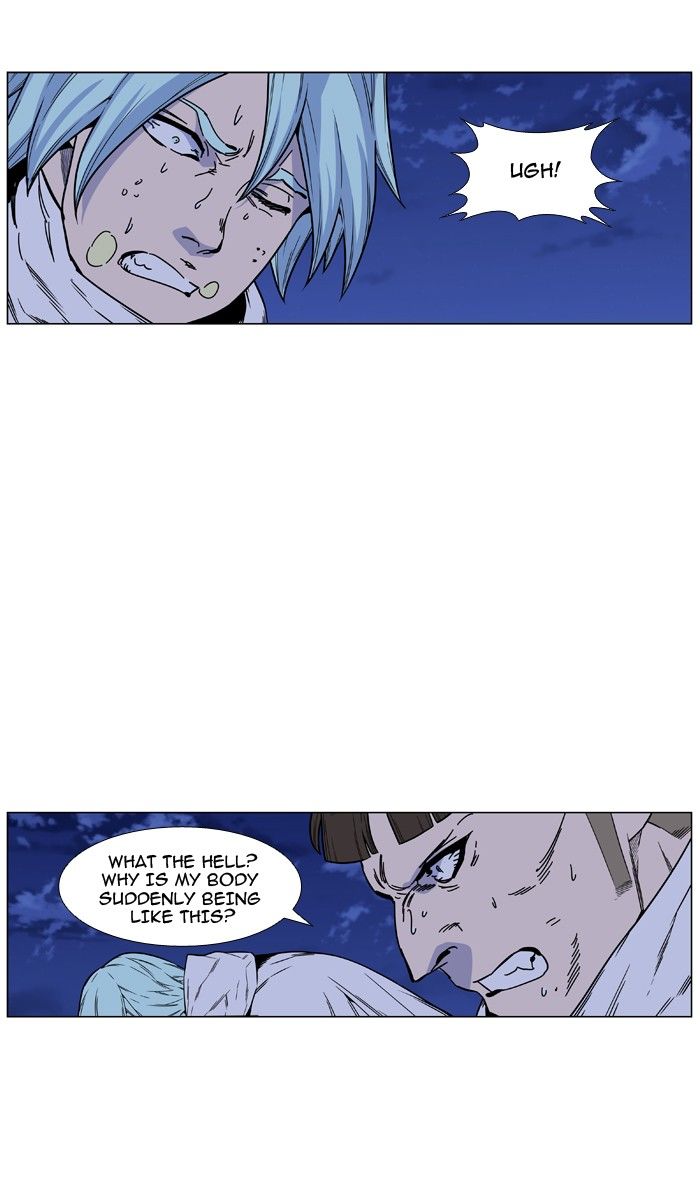 UGH!
WHAT THE HELL?
WHY IS MY BODY
SUDDENLY BEING
LIKE THIS?